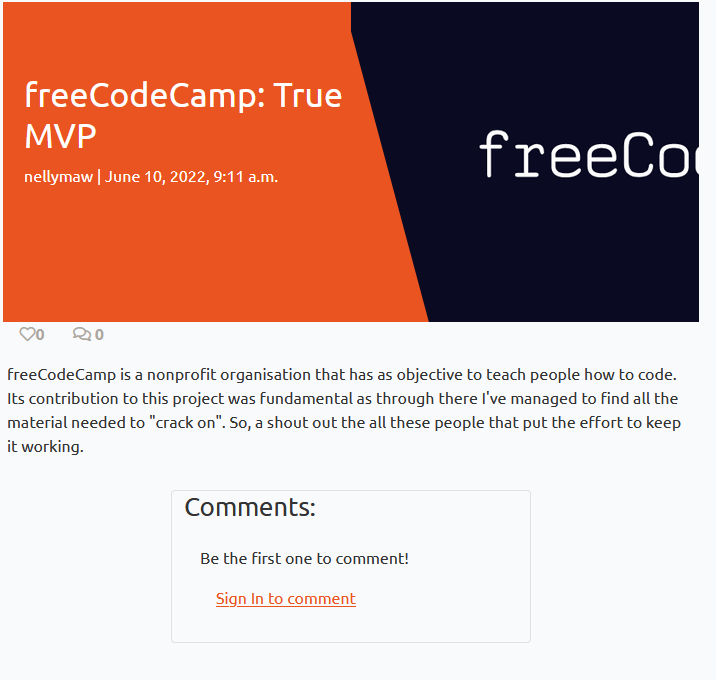 freeCodeCamp: True
MVP
nellymaw | June 10, 2022, 9:11 a.m.
freeCo
0 0
freeCodeCamp is a nonprofit organisation that has as objective to teach people how to code.
Its contribution to this project was fundamental as through there I've managed to find all the
material needed to "crack on". So, a shout out the all these people that put the effort to keep
it working.
Comments:
Be the first one to comment!
Sign In to comment